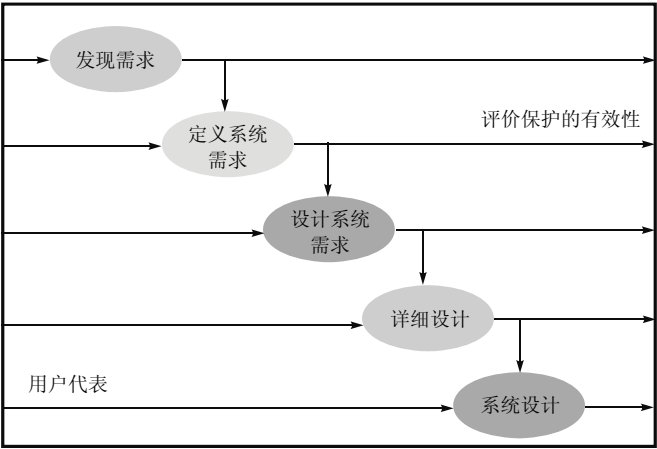 发现需求
定义系统
需求
评价保护的有效性
设计系统
需求
详细设计
用户代表
系统设计